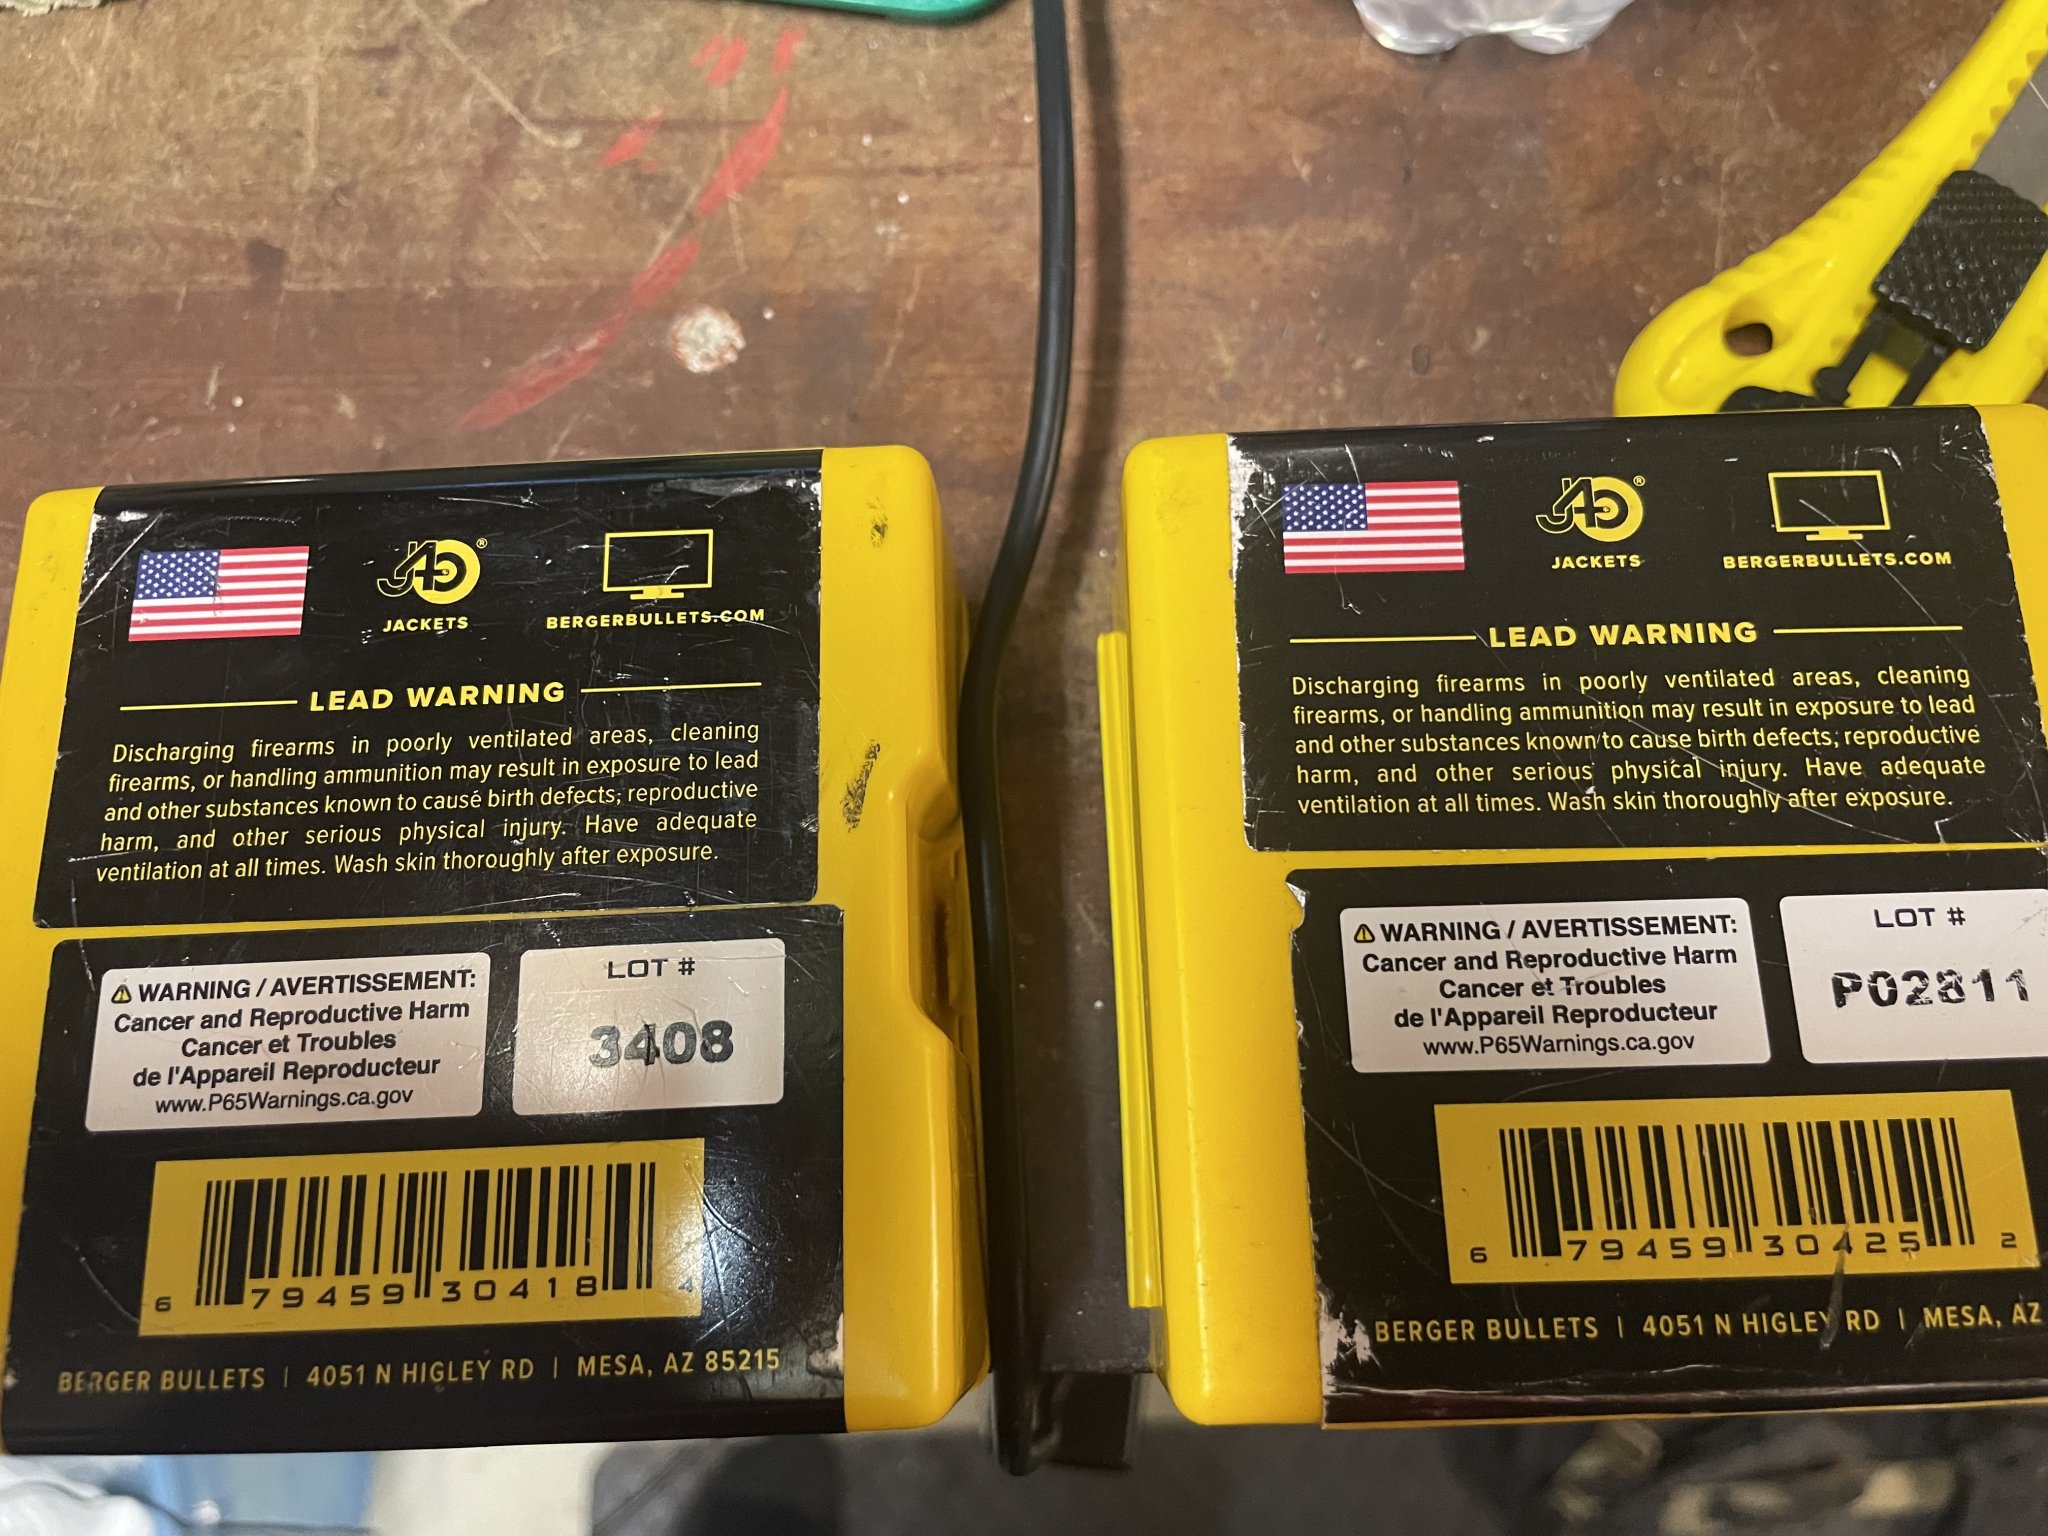 JACKETS
BERGERBULLETS.COM
LEAD WARNING
Discharging firearms in poorly ventilated areas, cleaning
firearms, or handling ammunition may result in exposure to lead
and other substances known to cause birth defects, reproductive
harm, and other serious physical injury. Have adequate
ventilation at all times. Wash skin thoroughly after exposure.
WARNING / AVERTISSEMENT:
Cancer and Reproductive Harm
Cancer et Troubles
de l'Appareil Reproducteur
www.P65Warnings.ca.gov
LOT #
3408
6 79459 30418 4
BERGER BULLETS | 4051 N HIGLEY RD | MESA, AZ 85215
JACKETS
BERGERBULLETS.COM
LEAD WARNING
Discharging firearms in poorly ventilated areas, cleaning
firearms, or handling ammunition may result in exposure to lead
and other substances known to cause birth defects, reproductive
harm, and other serious physical injury. Have adequate
ventilation at all times. Wash skin thoroughly after exposure.
WARNING / AVERTISSEMENT:
Cancer and Reproductive Harm
Cancer et Troubles
de l'Appareil Reproducteur
www.P65Warnings.ca.gov
LOT #
P02811
6 79459 30425 2
BERGER BULLETS | 4051 N HIGLEY RD | MESA, AZ